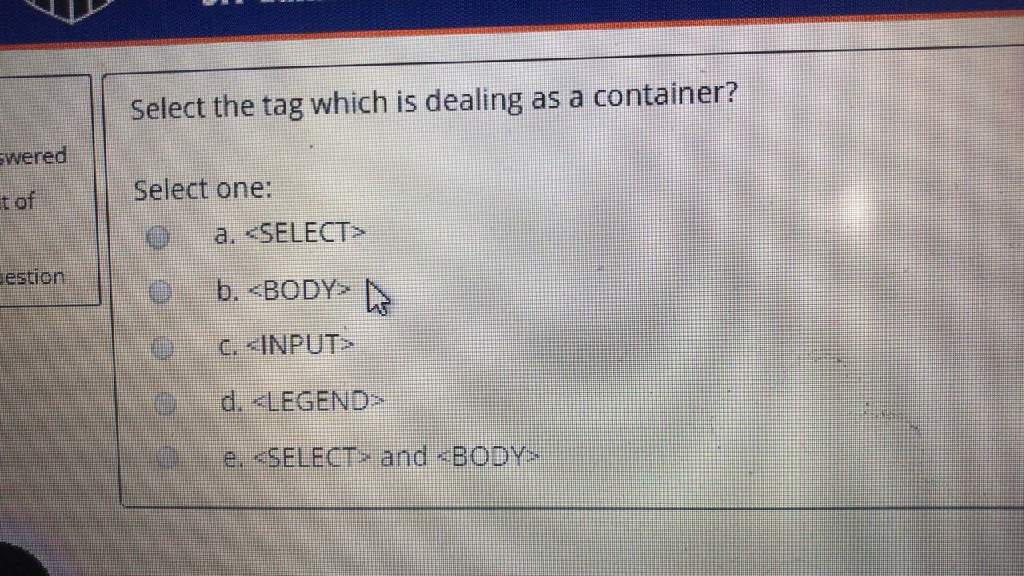 Select the tag which is dealing as a container?
swered
Select one:
t of
a. <SELECT>
estion
b. <BODY>
c. <INPUT>
d. <LEGEND>
e. <SELECT> and <BODY>